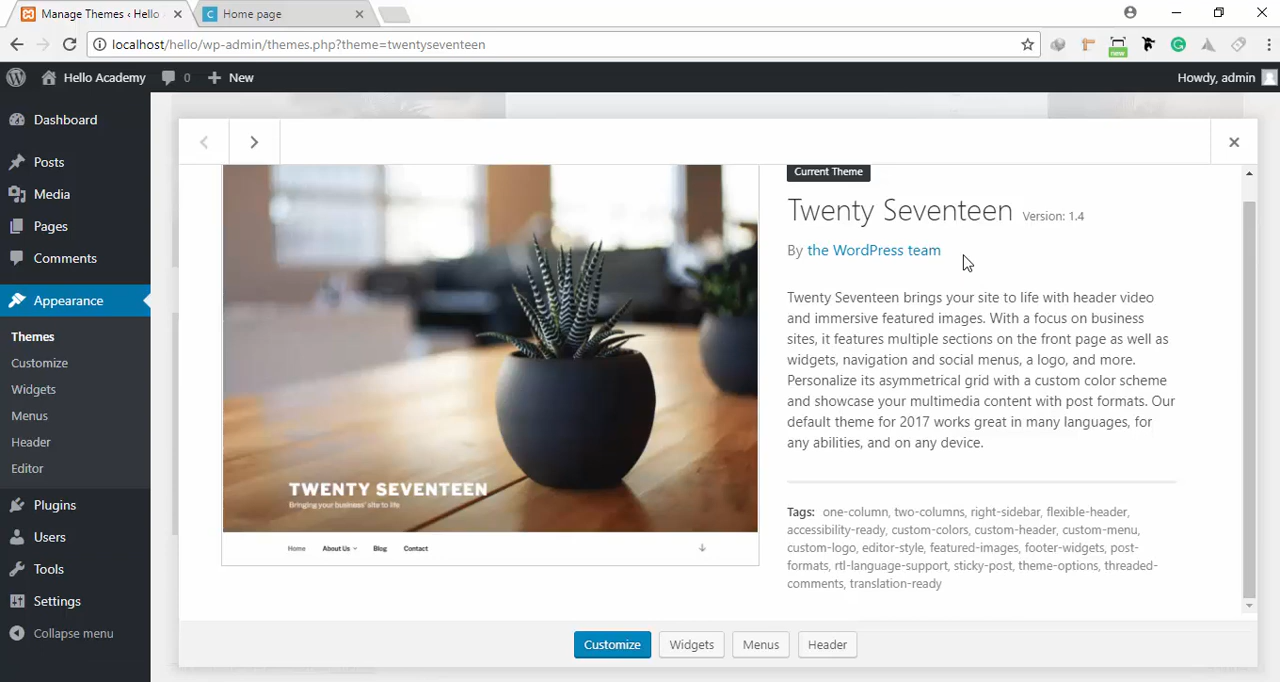 Manage Themes ‹ Hello
Home page
localhost/hello/wp-admin/themes.php?theme=twentyseventeen
new
Hello Academy
0
New
Howdy, admin
Dashboard
Posts
Media
Pages
Comments
Appearance
Themes
Customize
Widgets
Menus
Header
Editor
Plugins
Users
Tools
Settings
Collapse menu
TWENTY SEVENTEEN
Bringing your business' site to life
Home
About Us
Blog
Contact
Current Theme
Twenty Seventeen Version: 1.4
By the WordPress team
Twenty Seventeen brings your site to life with header video
and immersive featured images. With a focus on business
sites, it features multiple sections on the front page as well as
widgets, navigation and social menus, a logo, and more.
Personalize its asymmetrical grid with a custom color scheme
and showcase your multimedia content with post formats. Our
default theme for 2017 works great in many languages, for
any abilities, and on any device.
Tags: one-column, two-columns, right-sidebar, flexible-header,
accessibility-ready, custom-colors, custom-header, custom-menu,
custom-logo, editor-style, featured-images, footer-widgets, post-
formats, rtl-language-support, sticky-post, theme-options, threaded-
comments, translation-ready
Customize
Widgets
Menus
Header